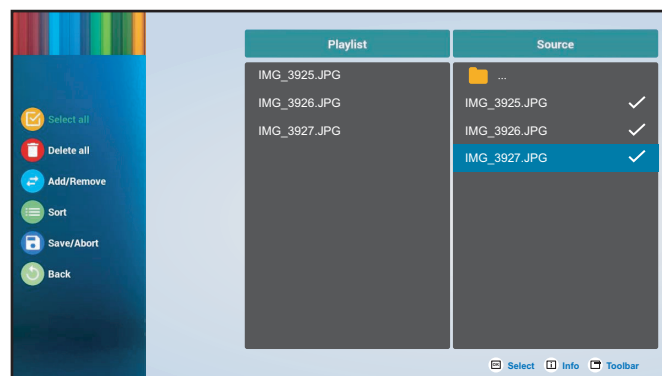 Select all
Delete all
Add/Remove
Sort
Save/Abort
Back
Playlist
IMG_3925.JPG
IMG_3926.JPG
IMG_3927.JPG
Source
...
IMG_3925.JPG
IMG_3926.JPG
IMG_3927.JPG
Select Info Toolbar